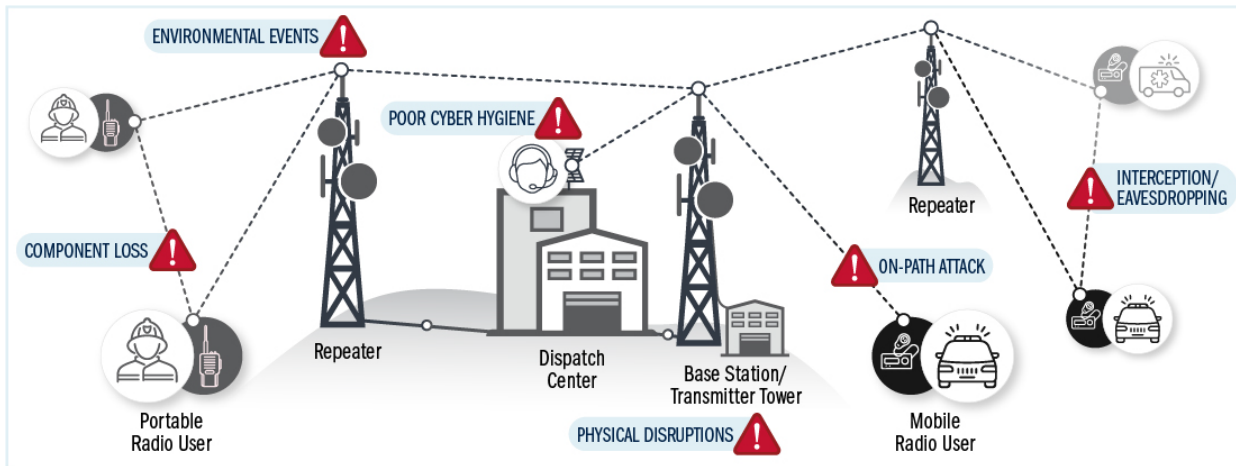 ENVIRONMENTAL EVENTS
POOR CYBER HYGIENE
INTERCEPTION/
EAVESDROPPING
Repeater
COMPONENT LOSS
ON-PATH ATTACK
Repeater
Dispatch
Center
Base Station/
Transmitter Tower
Portable
Radio User
Mobile
Radio User
PHYSICAL DISRUPTIONS